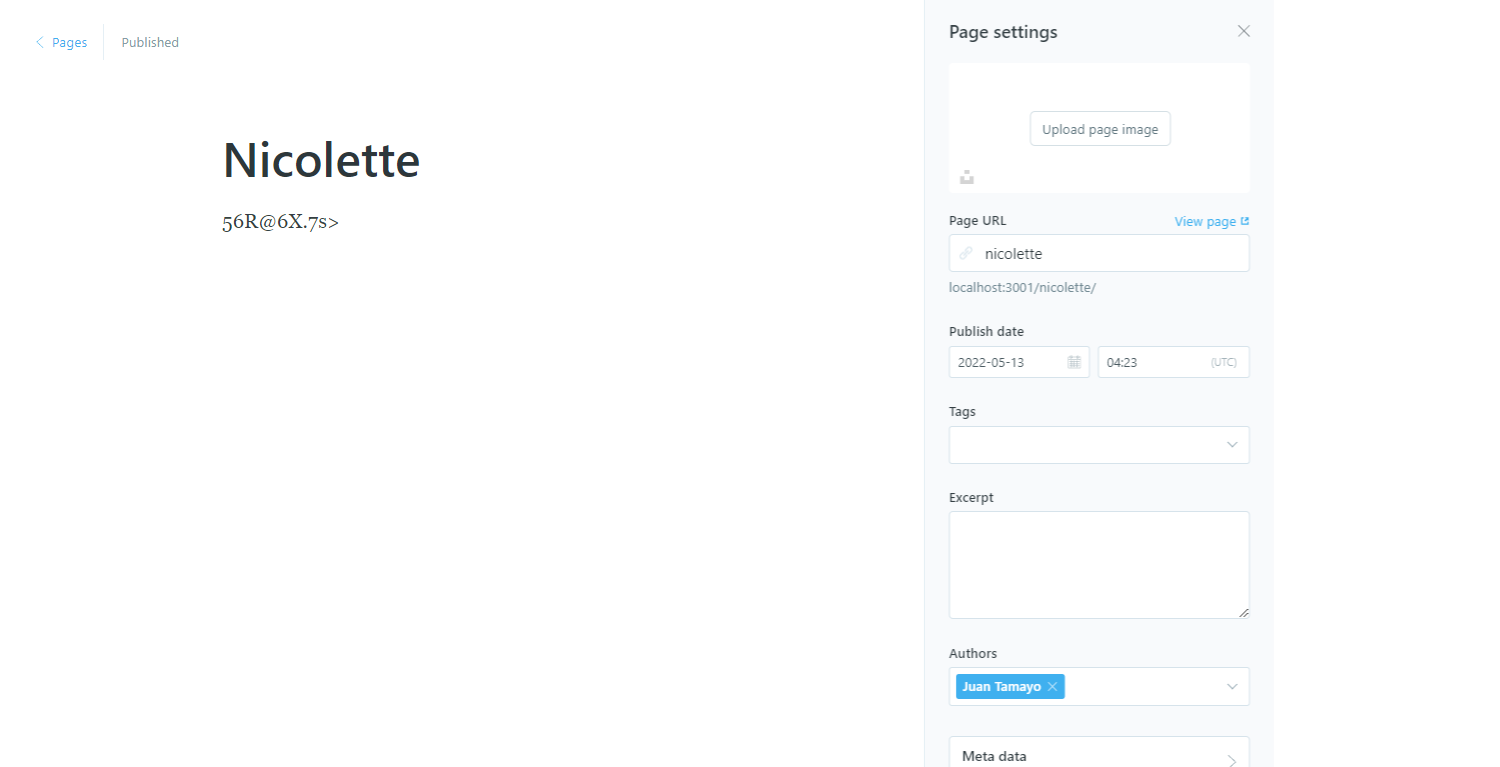 Pages
Published
Nicolette
56R@6X.7s>
Page settings
Upload page image
Page URL
View page
nicolette
localhost:3001/nicolette/
Publish date
2022-05-13
04:23
(UTC)
Tags
Excerpt
Authors
Juan Tamayo
Meta data